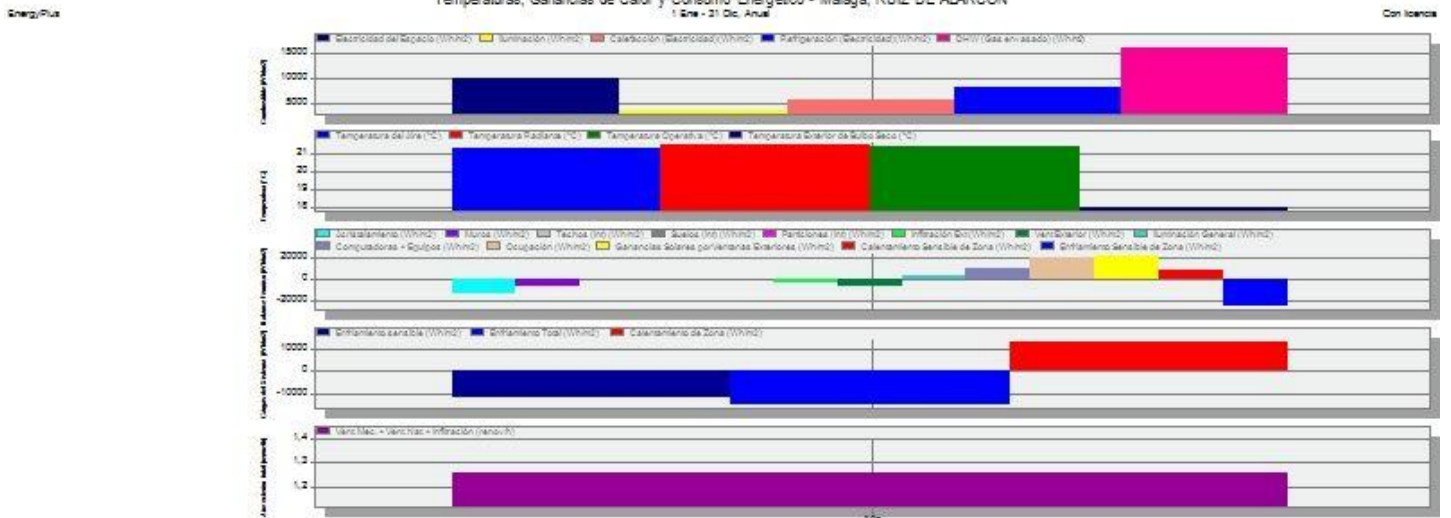 Temperaturas, Ganancias de Calor y Consumo Energético - Málaga, RUIZ DE ALARCON
EnergyPlus
1 Ene - 31 Dic, Anual
Con licencia
Electricidad del Espacio (Wh/m2) Iluminación (Wh/m2) Calefacción (Electricidad) (Wh/m2) Refrigeración (Electricidad) (Wh/m2) DHW (Gas envasado) (Wh/m2)
15000
10000
5000
Temperatura del Aire (°C) Temperatura Radiante (°C) Temperatura Operativa (°C) Temperatura Exterior de Bulbo Seco (°C)
Temperatura (°C)
21
20
19
18
Acristalamiento (Wh/m2) Muros (Wh/m2) Techos (int) (Wh/m2) Suelos (int) (Wh/m2) Particiones (int) (Wh/m2) Infiltración Ext (Wh/m2) Vent Exterior (Wh/m2) Iluminación General (Wh/m2)
Computadoras + Equipos (Wh/m2) Ocupación (Wh/m2) Ganancias Solares por Ventanas Exteriores (Wh/m2) Calentamiento Sensible de Zona (Wh/m2) Enfriamiento Sensible de Zona (Wh/m2)
20000
0
-20000
Enfriamiento sensible (Wh/m2) Enfriamiento Total (Wh/m2) Calentamiento de Zona (Wh/m2)
10000
0
-10000
Vent Mec. + Vent Nat + Infiltración (renov/h)
1,4
1,3
1,2